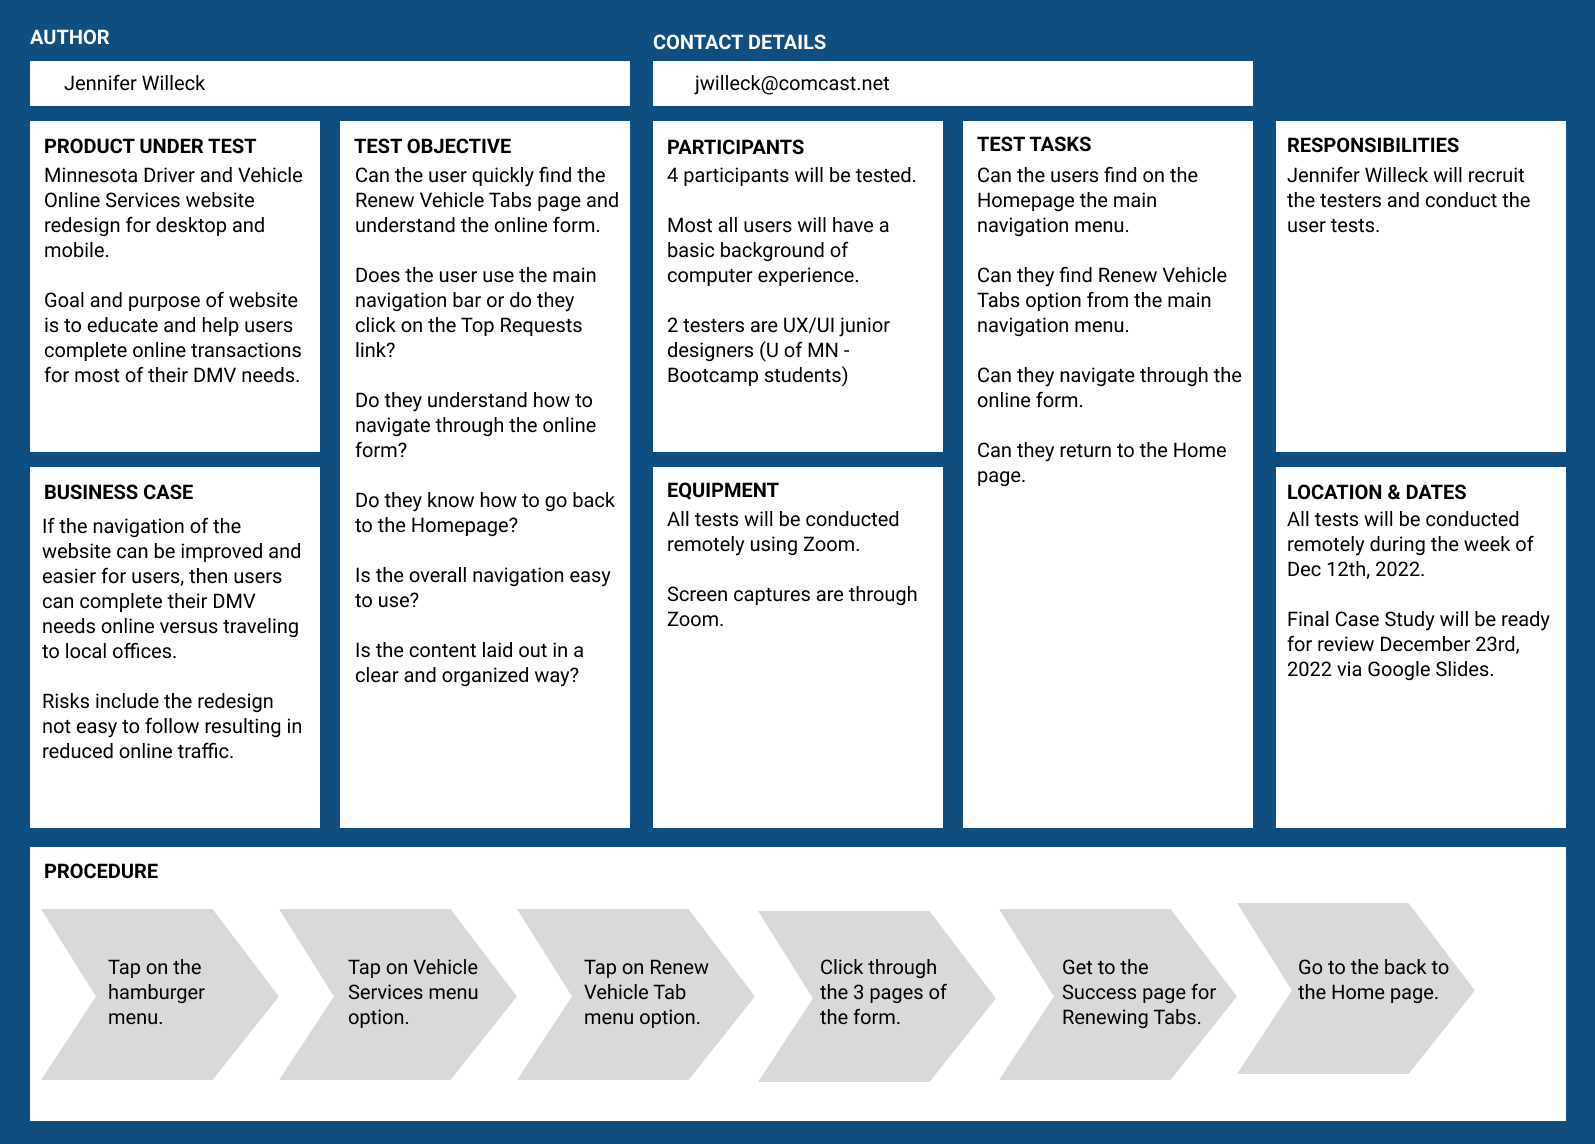 AUTHOR
Jennifer Willeck
CONTACT DETAILS
jwilleck@comcast.net
PRODUCT UNDER TEST
Minnesota Driver and Vehicle
Online Services website
redesign for desktop and
mobile.
Goal and purpose of website
is to educate and help users
complete online transactions
for most of their DMV needs.
BUSINESS CASE
If the navigation of the
website can be improved and
easier for users, then users
can complete their DMV
needs online versus traveling
to local offices.
Risks include the redesign
not easy to follow resulting in
reduced online traffic.
TEST OBJECTIVE
Can the user quickly find the
Renew Vehicle Tabs page and
understand the online form.
Does the user use the main
navigation bar or do they
click on the Top Requests
link?
Do they understand how to
navigate through the online
form?
Do they know how to go back
to the Homepage?
Is the overall navigation easy
to use?
Is the content laid out in a
clear and organized way?
PARTICIPANTS
4 participants will be tested.
Most all users will have a
basic background of
computer experience.
2 testers are UX/UI junior
designers (U of MN -
Bootcamp students)
EQUIPMENT
All tests will be conducted
remotely using Zoom.
Screen captures are through
Zoom.
TEST TASKS
Can the users find on the
Homepage the main
navigation menu.
Can they find Renew Vehicle
Tabs option from the main
navigation menu.
Can they navigate through the
online form.
Can they return to the Home
page.
RESPONSIBILITIES
Jennifer Willeck will recruit
the testers and conduct the
user tests.
LOCATION & DATES
All tests will be conducted
remotely during the week of
Dec 12th, 2022.
Final Case Study will be ready
for review December 23rd,
2022 via Google Slides.
PROCEDURE
Tap on the
hamburger
menu.
Tap on Vehicle
Services menu
option.
Tap on Renew
Vehicle Tab
menu option.
Click through
the 3 pages of
the form.
Get to the
Success page for
Renewing Tabs.
Go to the back to
the Home page.